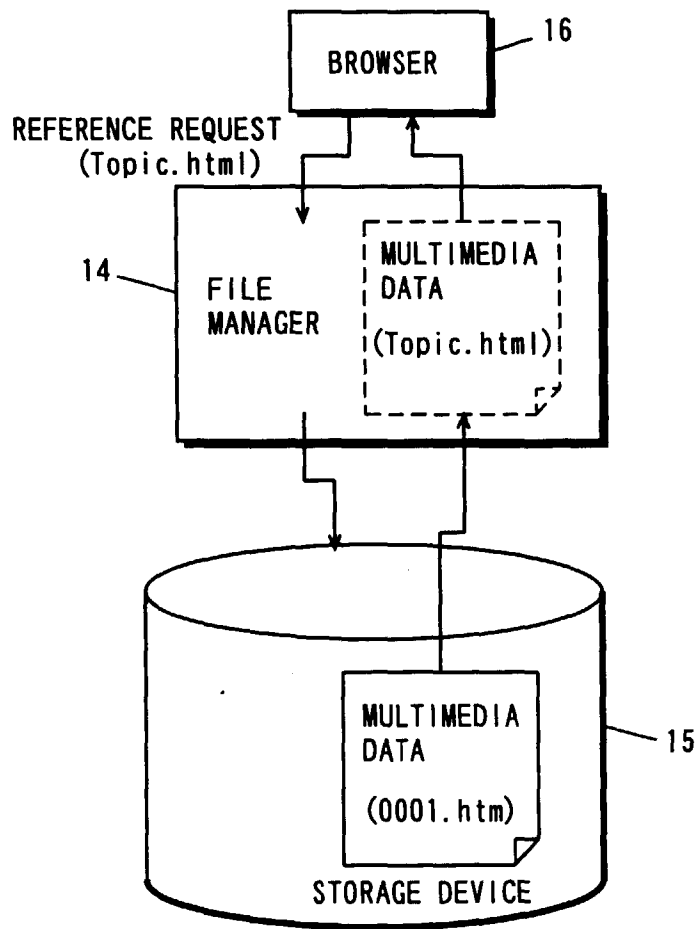 16
BROWSER
REFERENCE REQUEST
(Topic.html)
14
FILE
MANAGER
MULTIMEDIA
DATA
(Topic.html)
MULTIMEDIA
DATA
(0001.htm)
15
STORAGE DEVICE